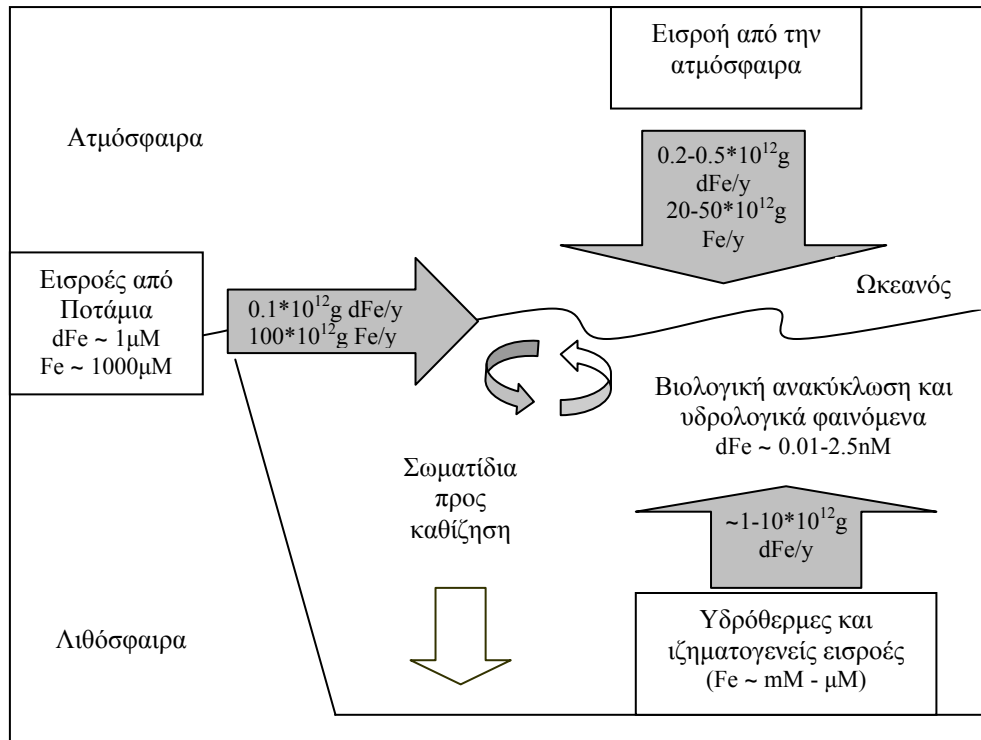 Εισροή από την
ατμόσφαιρα
Ατμόσφαιρα
0.2-0.5*10¹²g
dFe/y
20-50*10¹²g
Fe/y
Εισροές από
Ποτάμια
dFe ~ 1μM
Fe ~ 1000μM
0.1*10¹²g dFe/y
100*10¹²g Fe/y
Ωκεανός
Βιολογική ανακύκλωση και
υδρολογικά φαινόμενα
dFe ~ 0.01-2.5nM
Σωματίδια
προς
καθίζηση
~1-10*10¹²g
dFe/y
Λιθόσφαιρα
Υδρόθερμες και
ιζηματογενείς εισροές
(Fe ~ mM - μM)